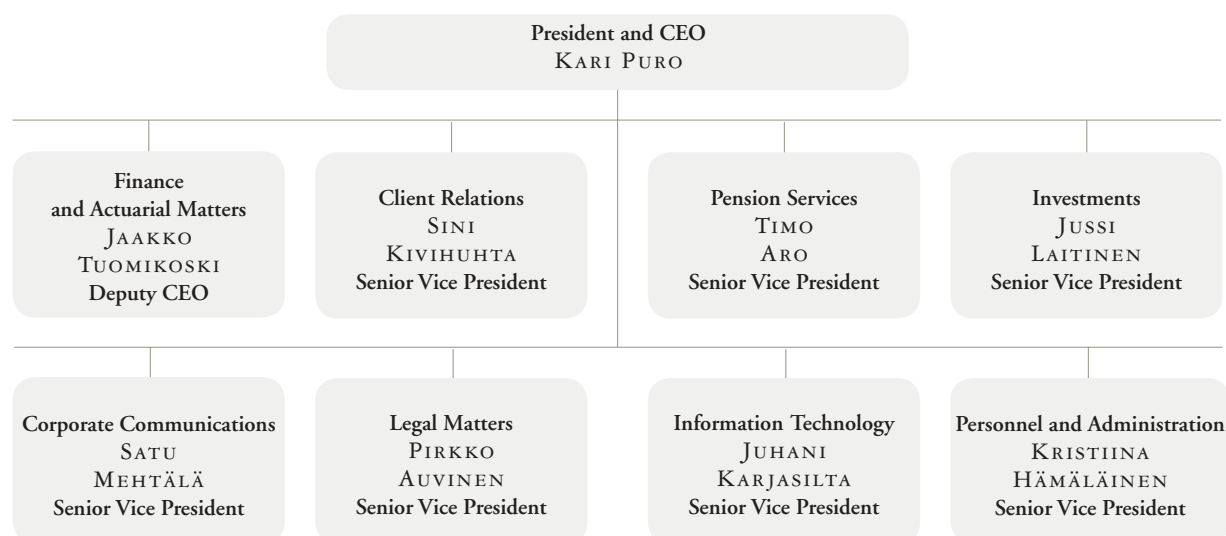 President and CEO
Kari Puro
Finance
and Actuarial Matters
Jaakko
Tuomikoski
Deputy CEO
Client Relations
Sini
Kivihuhta
Senior Vice President
Pension Services
Timo
Aro
Senior Vice President
Investments
Jussi
Laitinen
Senior Vice President
Corporate Communications
Satu
Mehtälä
Senior Vice President
Legal Matters
Pirkko
Auvinen
Senior Vice President
Information Technology
Juhani
Karjasilta
Senior Vice President
Personnel and Administration
Kristiina
Hämäläinen
Senior Vice President